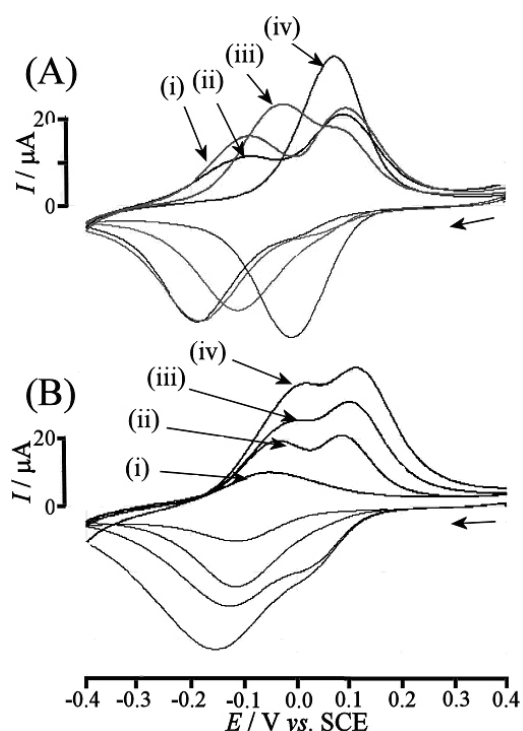 (A)
(iv)
(iii)
(ii)
(i)
20
0
I / µA
(B)
(iv)
(iii)
(ii)
(i)
20
0
I / µA
-0.4 -0.3 -0.2 -0.1 0.0 0.1 0.2 0.3 0.4
E / V vs. SCE